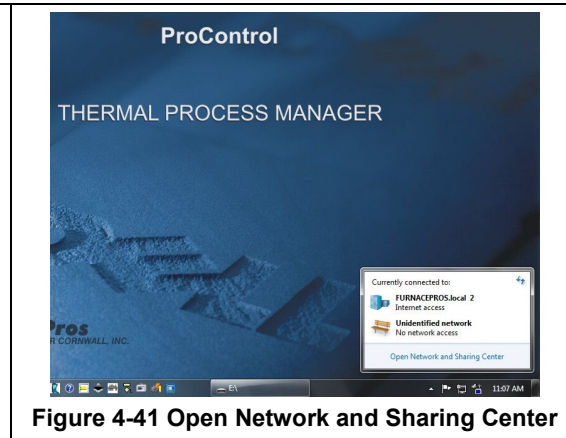 ProControl
THERMAL PROCESS MANAGER
Currently connected to:
FURNACEPROS.local 2
Internet access
Unidentified network
No network access
Open Network and Sharing Center
Pros
R CORNWALL, INC.
E:\
11:07 AM
Figure 4-41 Open Network and Sharing Center